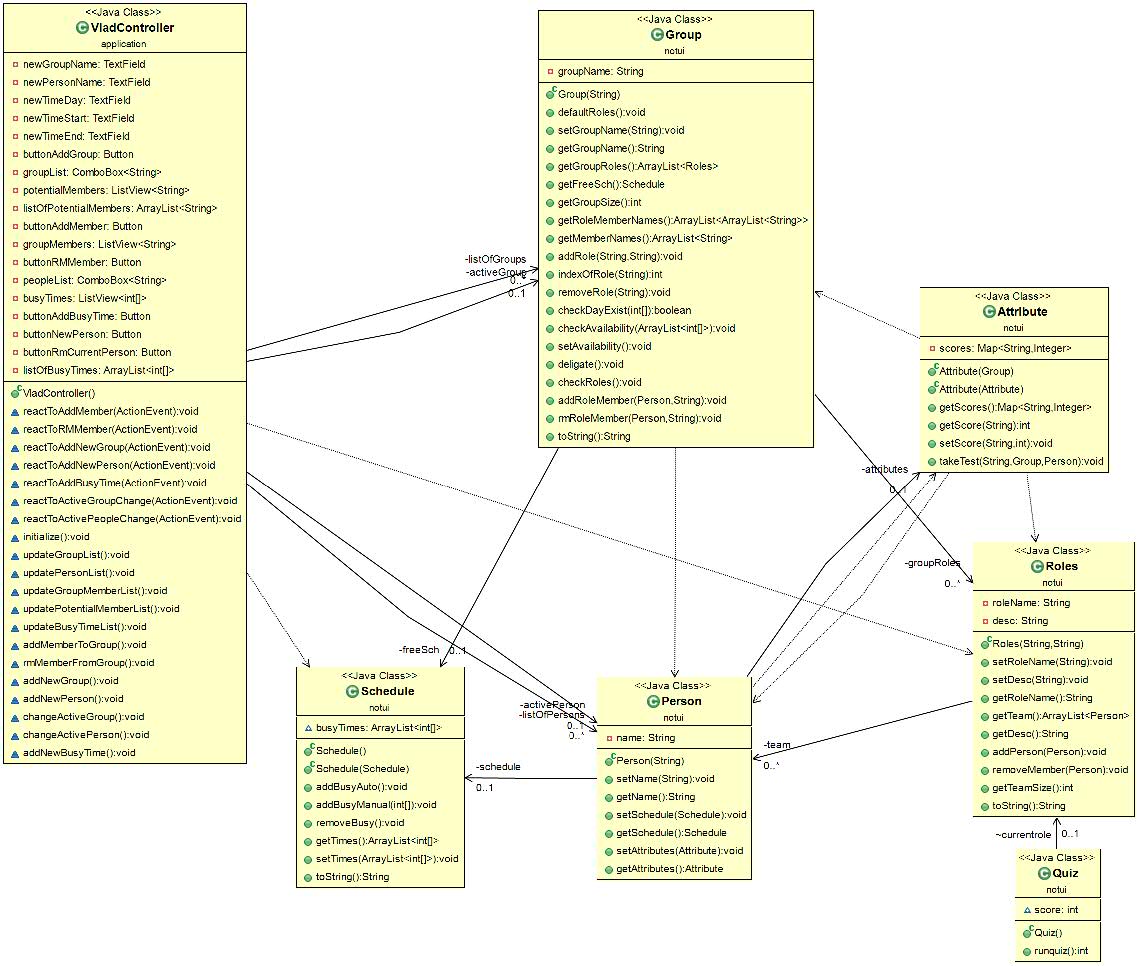 <<Java Class>>
VladController
application
newGroupName: TextField
newPersonName: TextField
newTimeDay: TextField
newTimeStart: TextField
newTimeEnd: TextField
buttonAddGroup: Button
groupList: ComboBox<String>
potentialMembers: ListView<String>
listOfPotentialMembers: ArrayList<String>
buttonAddMember: Button
groupMembers: ListView<String>
buttonRMMember: Button
peopleList: ComboBox<String>
busyTimes: ListView<int[]>
buttonAddBusyTime: Button
buttonNewPerson: Button
buttonRmCurrentPerson: Button
listOfBusyTimes: ArrayList<int[]>
VladController()
reactToAddMember(ActionEvent):void
reactToRMMember(ActionEvent):void
reactToAddNewGroup(ActionEvent):void
reactToAddNewPerson(ActionEvent):void
reactToAddBusyTime(ActionEvent):void
reactToActiveGroupChange(ActionEvent):void
reactToActivePeopleChange(ActionEvent):void
initialize():void
updateGroupList():void
updatePersonList():void
updateGroupMemberList():void
updatePotentialMemberList():void
updateBusyTimeList():void
addMemberToGroup():void
rmMemberFromGroup():void
addNewGroup():void
addNewPerson():void
changeActiveGroup():void
changeActivePerson():void
addNewBusyTime():void
<<Java Class>>
Group
notui
groupName: String
Group(String)
defaultRoles():void
setGroupName(String):void
getGroupName():String
getGroupRoles():ArrayList<Roles>
getFreeSch():Schedule
getGroupSize():int
getRoleMemberNames():ArrayList<ArrayList<String>>
getMemberNames():ArrayList<String>
addRole(String,String):void
indexOfRole(String):int
removeRole(String):void
checkDayExist(int[]):boolean
checkAvailability(ArrayList<int[]>):void
setAvailability():void
deligate():void
checkRoles():void
addRoleMember(Person,String):void
rmRoleMember(Person,String):void
toString():String
-listOfGroups
-activeGroup
0..*
0..1
<<Java Class>>
Attribute
notui
scores: Map<String,Integer>
Attribute(Group)
Attribute(Attribute)
getScores():Map<String,Integer>
getScore(String):int
setScore(String,int):void
takeTest(String,Group,Person):void
-attributes
0..1
-groupRoles
0..*
<<Java Class>>
Roles
notui
roleName: String
desc: String
Roles(String,String)
setRoleName(String):void
setDesc(String):void
getRoleName():String
getTeam():ArrayList<Person>
getDesc():String
addPerson(Person):void
removeMember(Person):void
getTeamSize():int
toString():String
-freeSch
0..1
<<Java Class>>
Schedule
notui
busyTimes: ArrayList<int[]>
Schedule()
Schedule(Schedule)
addBusyAuto():void
addBusyManual(int[]):void
removeBusy():void
getTimes():ArrayList<int[]>
setTimes(ArrayList<int[]>):void
toString():String
-activePerson
-listOfPersons
0..1
0..*
-schedule
0..1
<<Java Class>>
Person
notui
name: String
Person(String)
setName(String):void
getName():String
setSchedule(Schedule):void
getSchedule():Schedule
setAttributes(Attribute):void
getAttributes():Attribute
-team
0..*
~currentrole
0..1
<<Java Class>>
Quiz
notui
score: int
Quiz()
runquiz():int